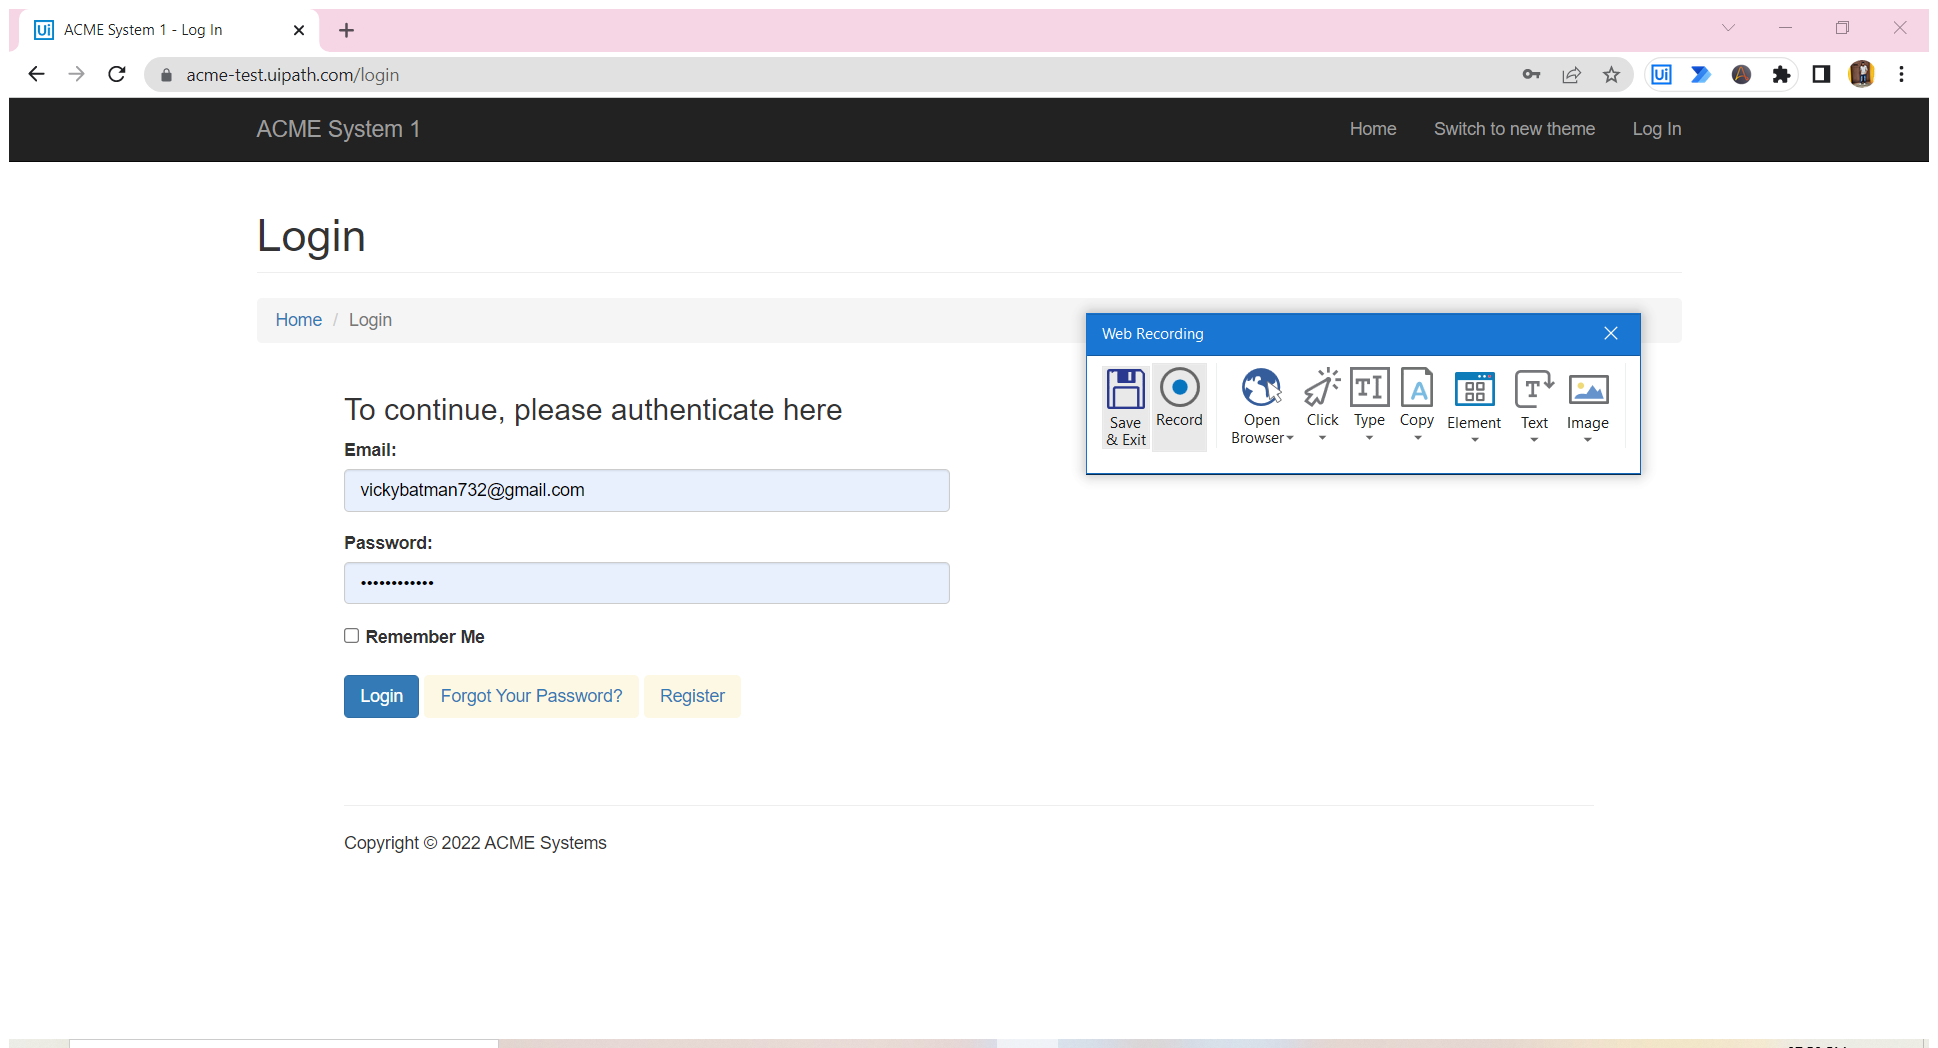 Ui ACME System 1 - Log In
acme-test.uipath.com/login
Ui
ACME System 1 Home Switch to new theme Log In
Login
Home / Login
Web Recording
Save & Exit
Record
Open Browser
Click
Type
Copy
Element
Text
Image
To continue, please authenticate here
Email:
vickybatman732@gmail.com
Password:
••••••••••••
Remember Me
Login Forgot Your Password? Register
Copyright © 2022 ACME Systems